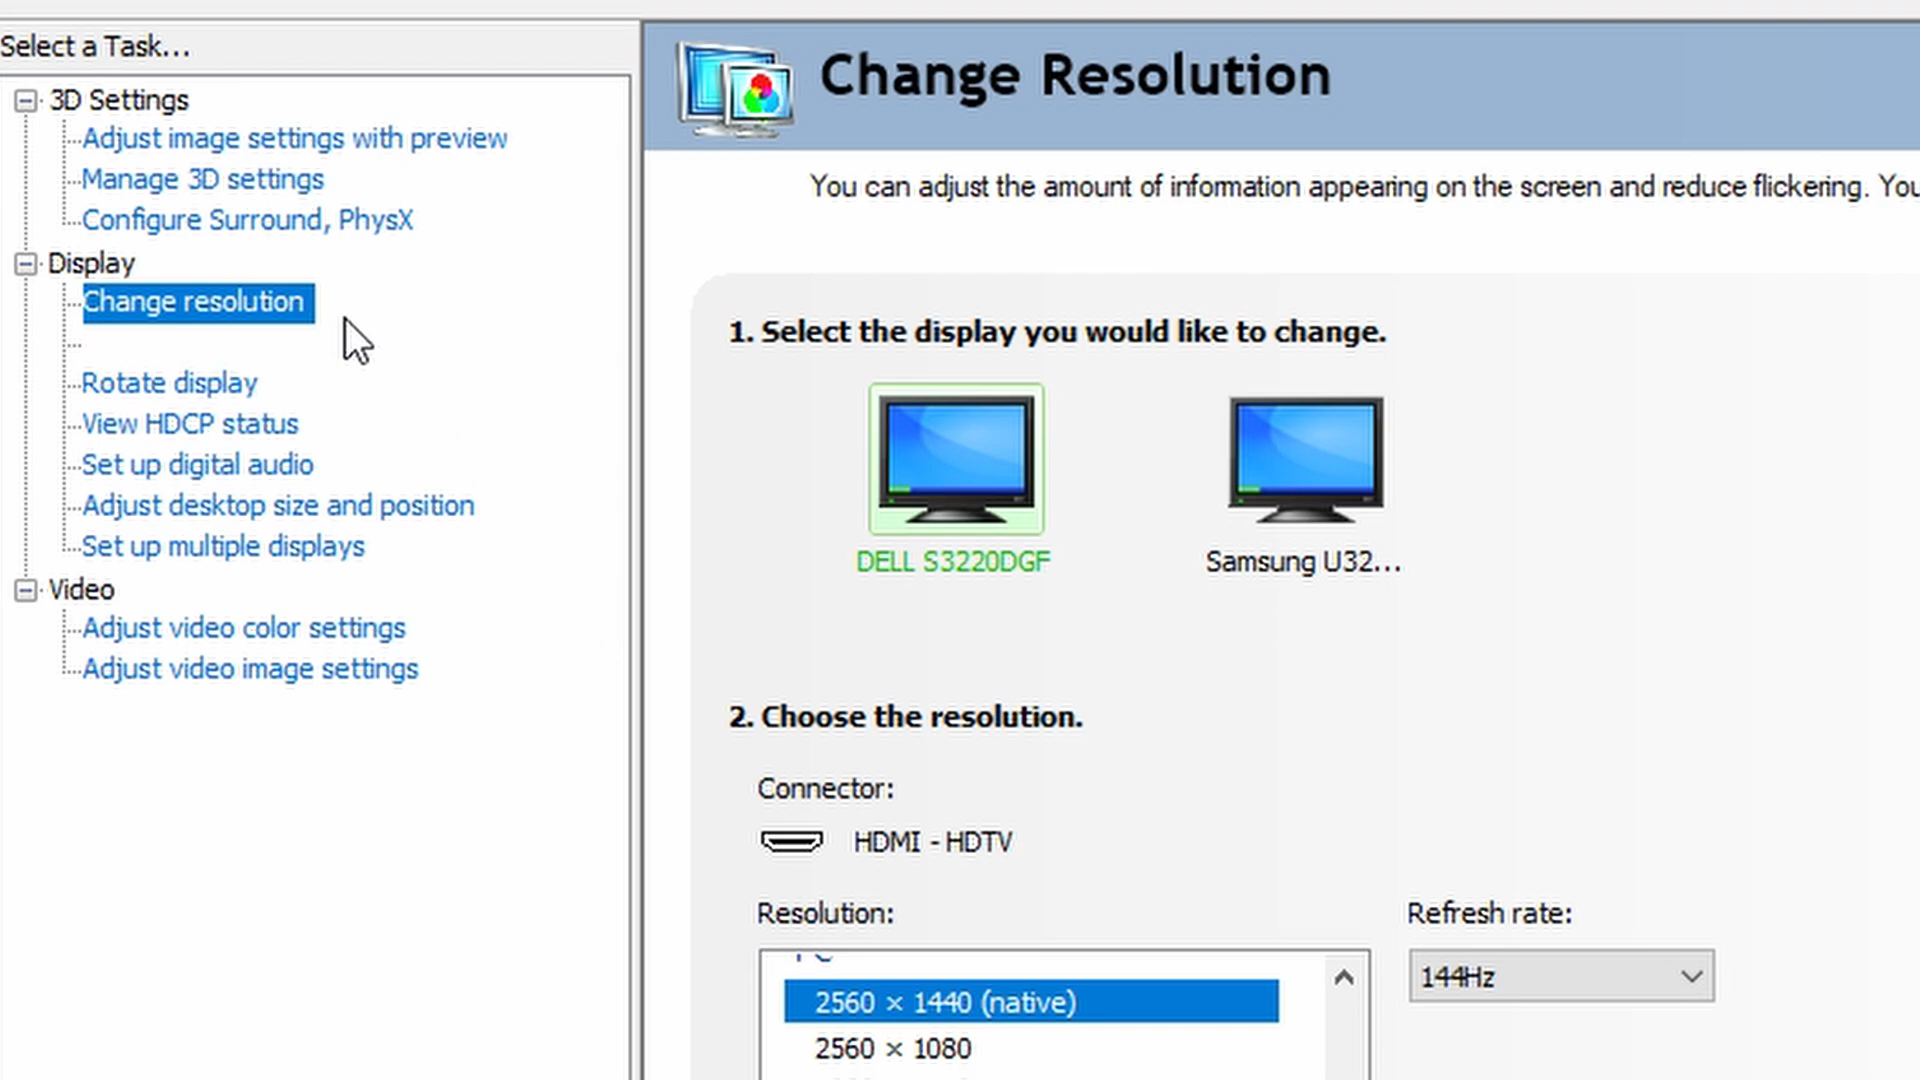 Select a Task...
3D Settings
Adjust image settings with preview
Manage 3D settings
Configure Surround, PhysX
Display
Change resolution
Rotate display
View HDCP status
Set up digital audio
Adjust desktop size and position
Set up multiple displays
Video
Adjust video color settings
Adjust video image settings
Change Resolution
You can adjust the amount of information appearing on the screen and reduce flickering. You
1. Select the display you would like to change.
DELL S3220DGF
Samsung U32...
2. Choose the resolution.
Connector:
HDMI - HDTV
Resolution:
2560 × 1440 (native)
2560 × 1080
Refresh rate:
144Hz